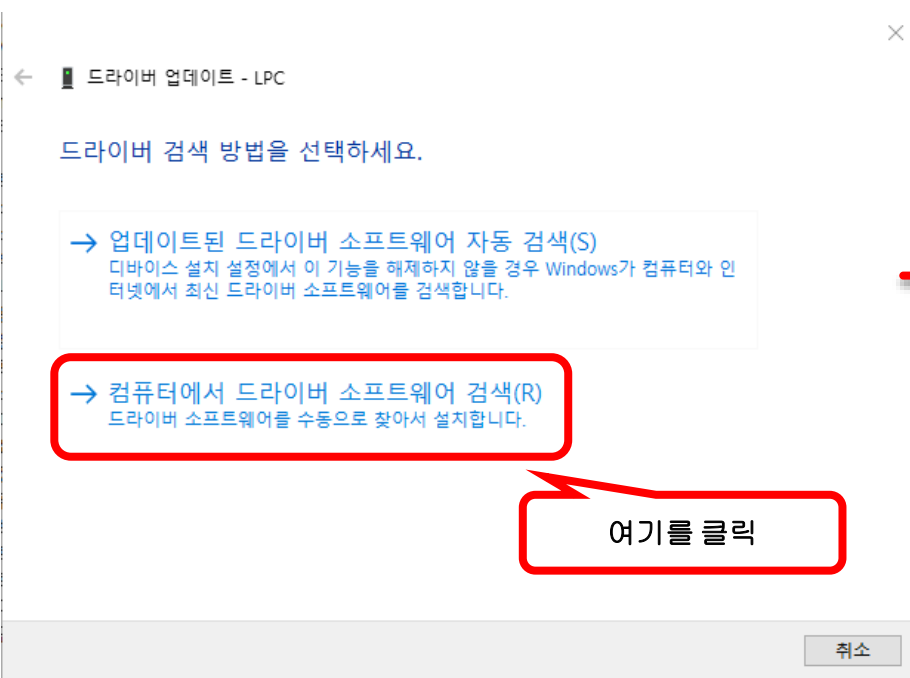 드라이버 업데이트 - LPC
드라이버 검색 방법을 선택하세요.
업데이트된 드라이버 소프트웨어 자동 검색(S)
디바이스 설치 설정에서 이 기능을 해제하지 않을 경우 Windows가 컴퓨터와 인
터넷에서 최신 드라이버 소프트웨어를 검색합니다.
컴퓨터에서 드라이버 소프트웨어 검색(R)
드라이버 소프트웨어를 수동으로 찾아서 설치합니다.
여기를 클릭
취소